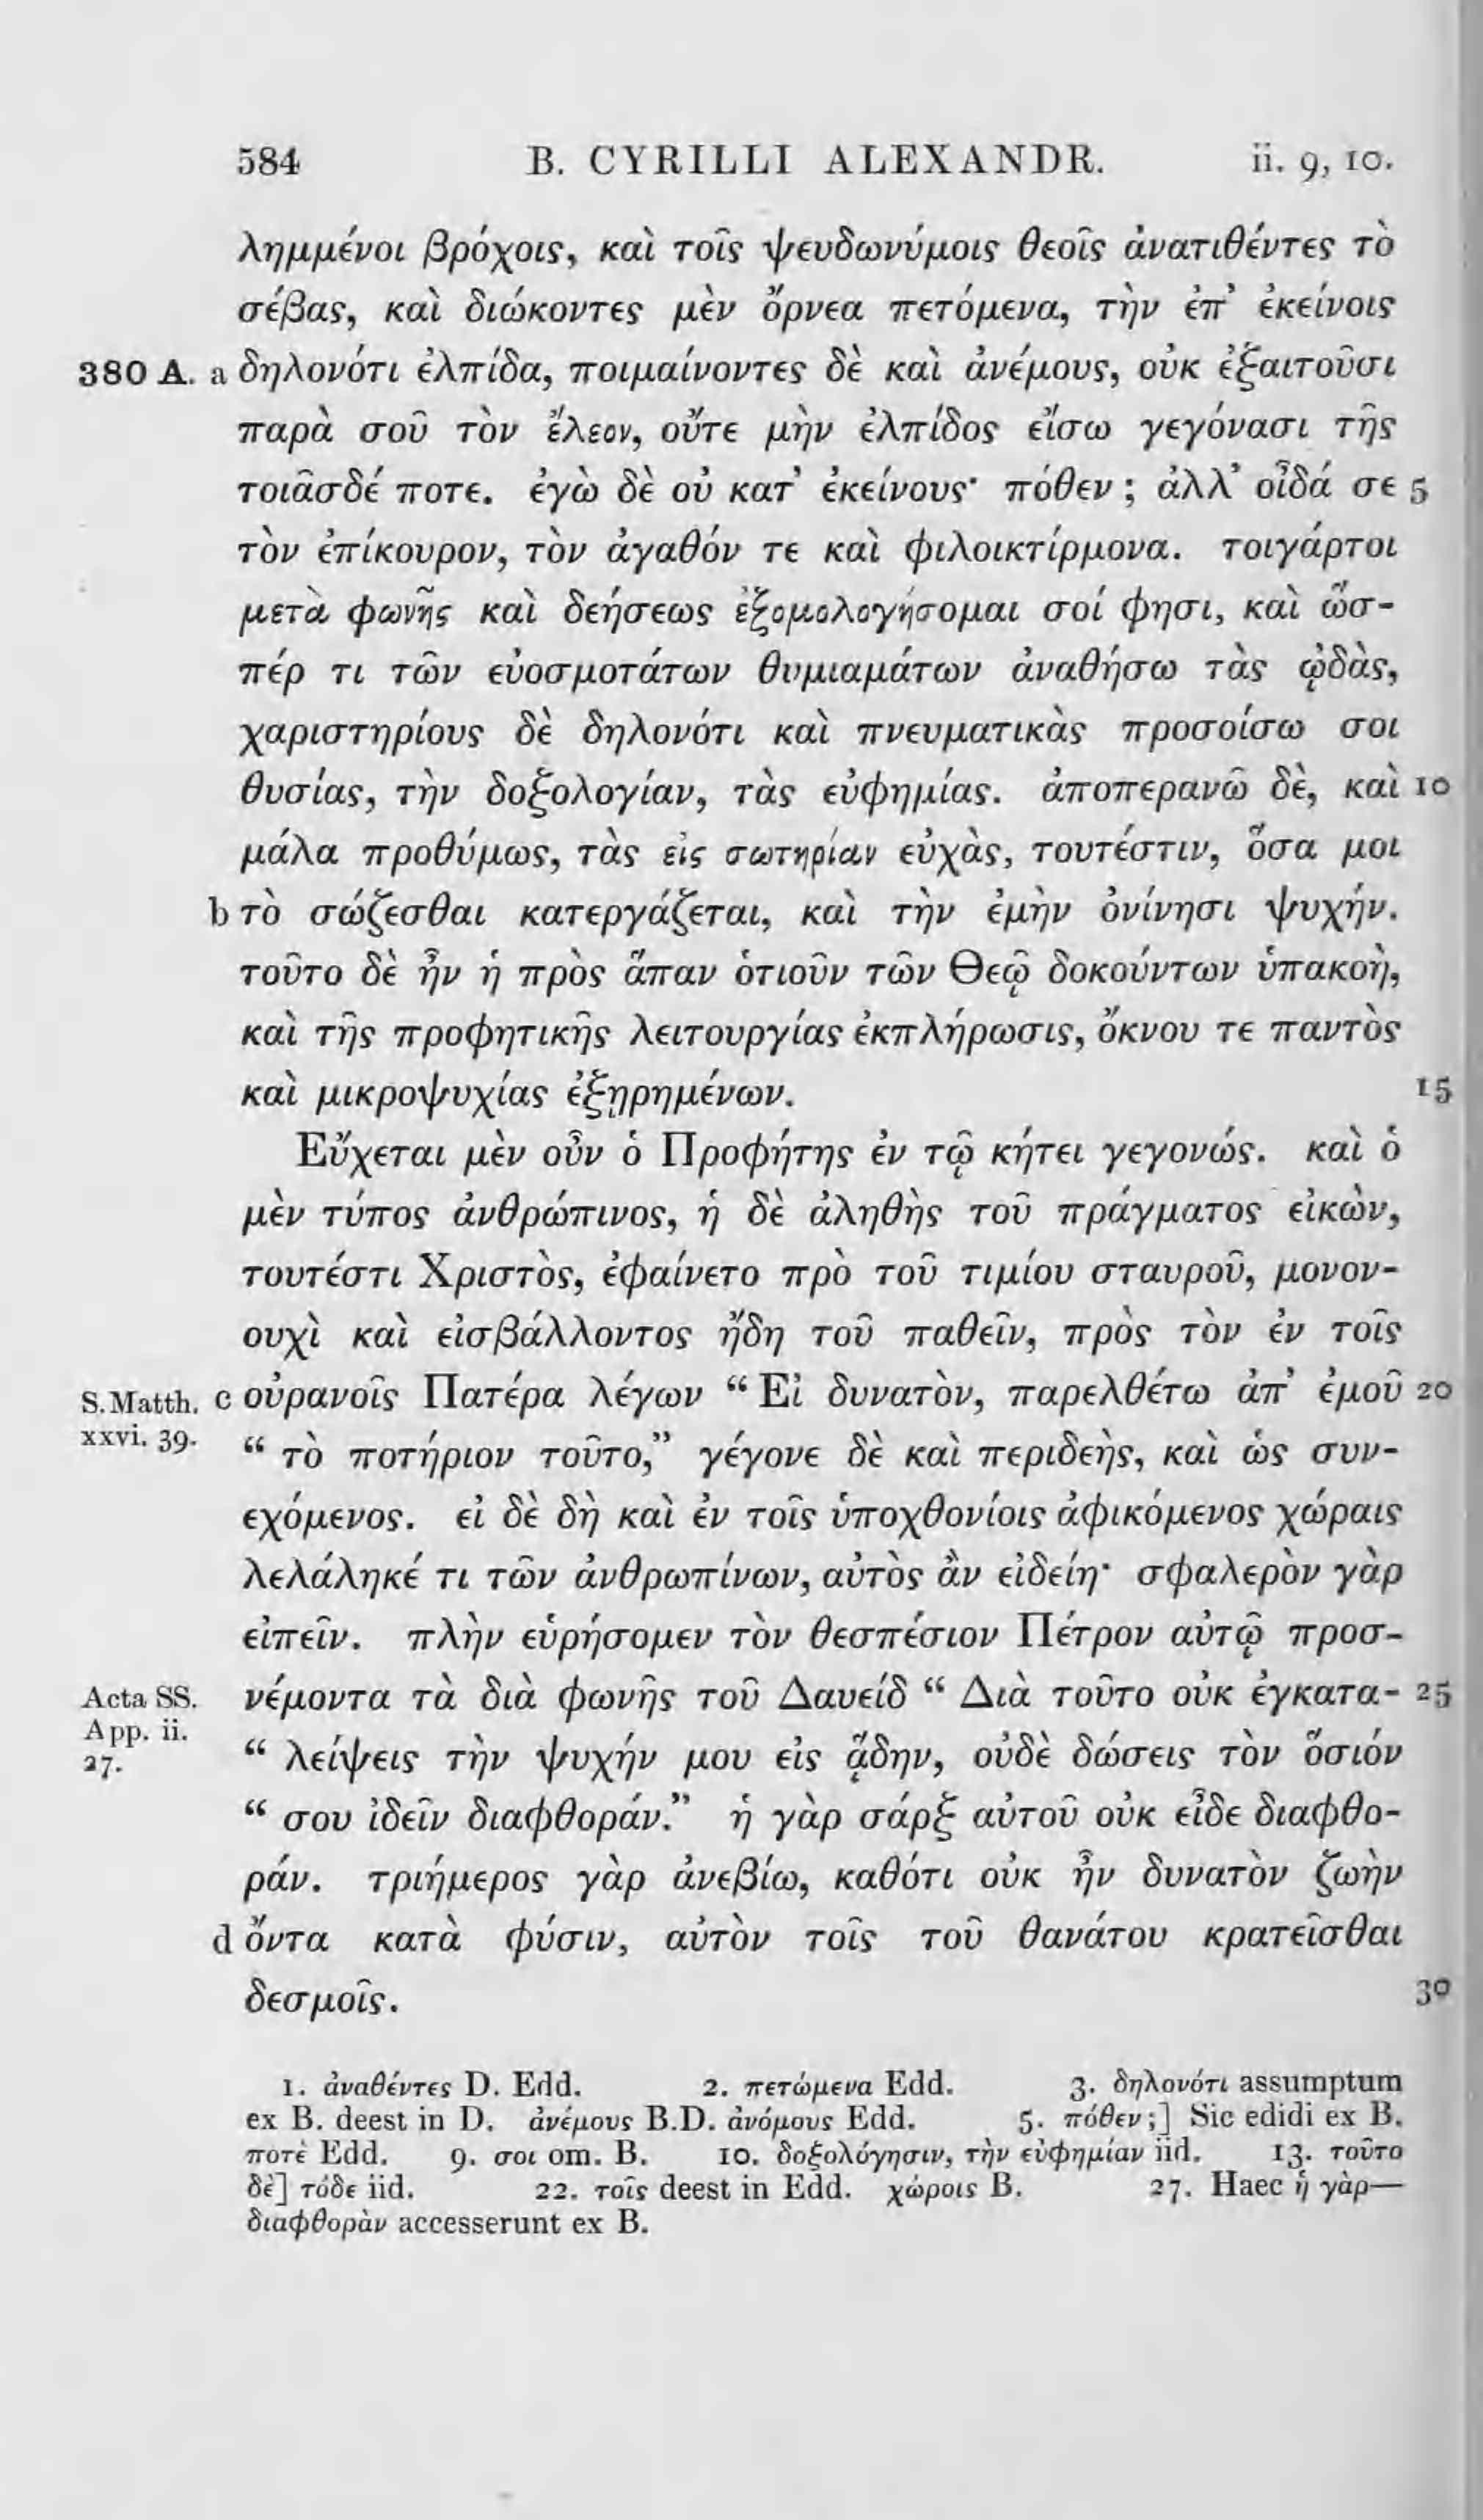 584 B. CYRILLI ALEXANDR. ii. 9, 10.
λημμένοι βρόχοις, καὶ τοῖς ψευδωνύμοις θεοῖς ἀνατιθέντες τὸ
σέβας, καὶ διώκοντες μὲν ὄρνεα πετόμενα, τὴν ἐπ’ ἐκείνοις
380 A. a δηλονότι ἐλπίδα, ποιμαίνοντες δὲ καὶ ἀνέμους, οὐκ ἐξαιτοῦσι
παρὰ σοῦ τὸν ἔλεον, οὔτε μὴν ἐλπίδος εἴσω γεγόνασι τῆς
τοιᾶσδέ ποτε. ἐγὼ δὲ οὐ κατ’ ἐκείνους· πόθεν ; ἀλλ’ οἶδά σε 5
τὸν ἐπίκουρον, τὸν ἀγαθόν τε καὶ φιλοικτίρμονα. τοιγάρτοι
μετὰ φωνῆς καὶ δεήσεως ἐξομολογήσομαι σοί φησι, καὶ ὥσ-
πέρ τι τῶν εὐοσμοτάτων θυμιαμάτων ἀναθήσω τὰς ᾠδὰς,
χαριστηρίους δὲ δηλονότι καὶ πνευματικὰς προσοίσω σοι
θυσίας, τὴν δοξολογίαν, τὰς εὐφημίας. ἀποπερανῶ δὲ, καὶ 10
μάλα προθύμως, τὰς εἰς σωτηρίαν εὐχὰς, τουτέστιν, ὅσα μοι
b τὸ σώζεσθαι κατεργάζεται, καὶ τὴν ἐμὴν ὀνίνησι ψυχήν.
τοῦτο δὲ ἦν ἡ πρὸς ἅπαν ὁτιοῦν τῶν Θεῷ δοκούντων ὑπακοὴ,
καὶ τῆς προφητικῆς λειτουργίας ἐκπλήρωσις, ὄκνου τε παντὸς
καὶ μικροψυχίας ἐξῃρημένων. 15
Εὔχεται μὲν οὖν ὁ Προφήτης ἐν τῷ κήτει γεγονώς. καὶ ὁ
μὲν τύπος ἀνθρώπινος, ἡ δὲ ἀληθὴς τοῦ πράγματος εἰκὼν,
τουτέστι Χριστὸς, ἐφαίνετο πρὸ τοῦ τιμίου σταυροῦ, μονον-
ουχὶ καὶ εἰσβάλλοντος ἤδη τοῦ παθεῖν, πρὸς τὸν ἐν τοῖς
S. Matth. c οὐρανοῖς Πατέρα λέγων “ Εἰ δυνατὸν, παρελθέτω ἀπ’ ἐμοῦ 20
xxvi. 39. “ τὸ ποτήριον τοῦτο,” γέγονε δὲ καὶ περιδεὴς, καὶ ὡς συν-
εχόμενος. εἰ δὲ δὴ καὶ ἐν τοῖς ὑποχθονίοις ἀφικόμενος χώραις
λελάληκέ τι τῶν ἀνθρωπίνων, αὐτὸς ἂν εἰδείη· σφαλερὸν γὰρ
εἰπεῖν. πλὴν εὑρήσομεν τὸν θεσπέσιον Πέτρον αὐτῷ προσ-
Acta SS. νέμοντα τὰ διὰ φωνῆς τοῦ Δαυείδ “ Διὰ τοῦτο οὐκ ἐγκατα- 25
App. ii. “ λείψεις τὴν ψυχήν μου εἰς ᾅδην, οὐδὲ δώσεις τὸν ὅσιόν
27. “ σου ἰδεῖν διαφθοράν.” ἡ γὰρ σάρξ αὐτοῦ οὐκ εἶδε διαφθο-
ράν. τριήμερος γὰρ ἀνεβίω, καθότι οὐκ ἦν δυνατὸν ζωὴν
d ὄντα κατὰ φύσιν, αὐτὸν τοῖς τοῦ θανάτου κρατεῖσθαι
δεσμοῖς. 30
1. ἀναθέντες D. Edd. 2. πετώμενα Edd. 3. δηλονότι assumptum
ex B. deest in D. ἀνέμους B.D. ἀνόμους Edd. 5. πόθεν ;] Sic edidi ex B.
ποτὲ Edd. 9. σοι om. B. 10. δοξολόγησιν, τὴν εὐφημίαν iid. 13. τοῦτο
δὲ] τόδε iid. 22. τοῖς deest in Edd. χώροις B. 27. Haec ἡ γὰρ—
διαφθορὰν accesserunt ex B.